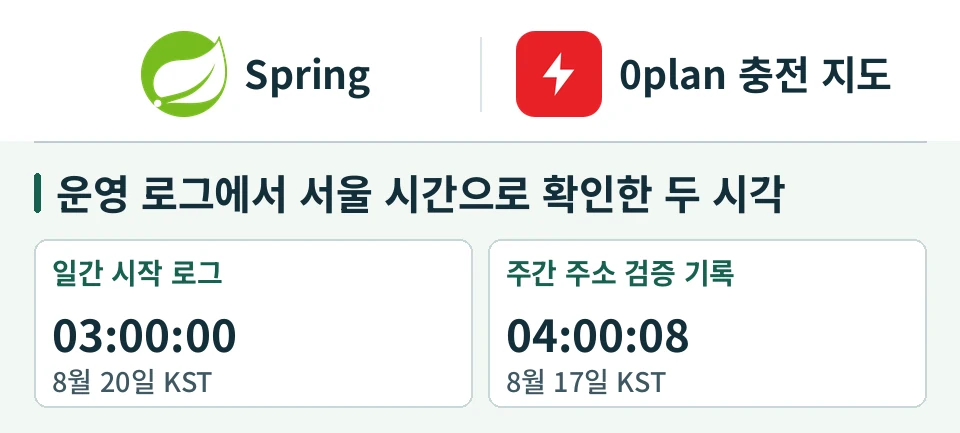 Spring
0plan 충전 지도
운영 로그에서 서울 시간으로 확인한 두 시각
일간 시작 로그
03:00:00
8월 20일 KST
주간 주소 검증 기록
04:00:08
8월 17일 KST